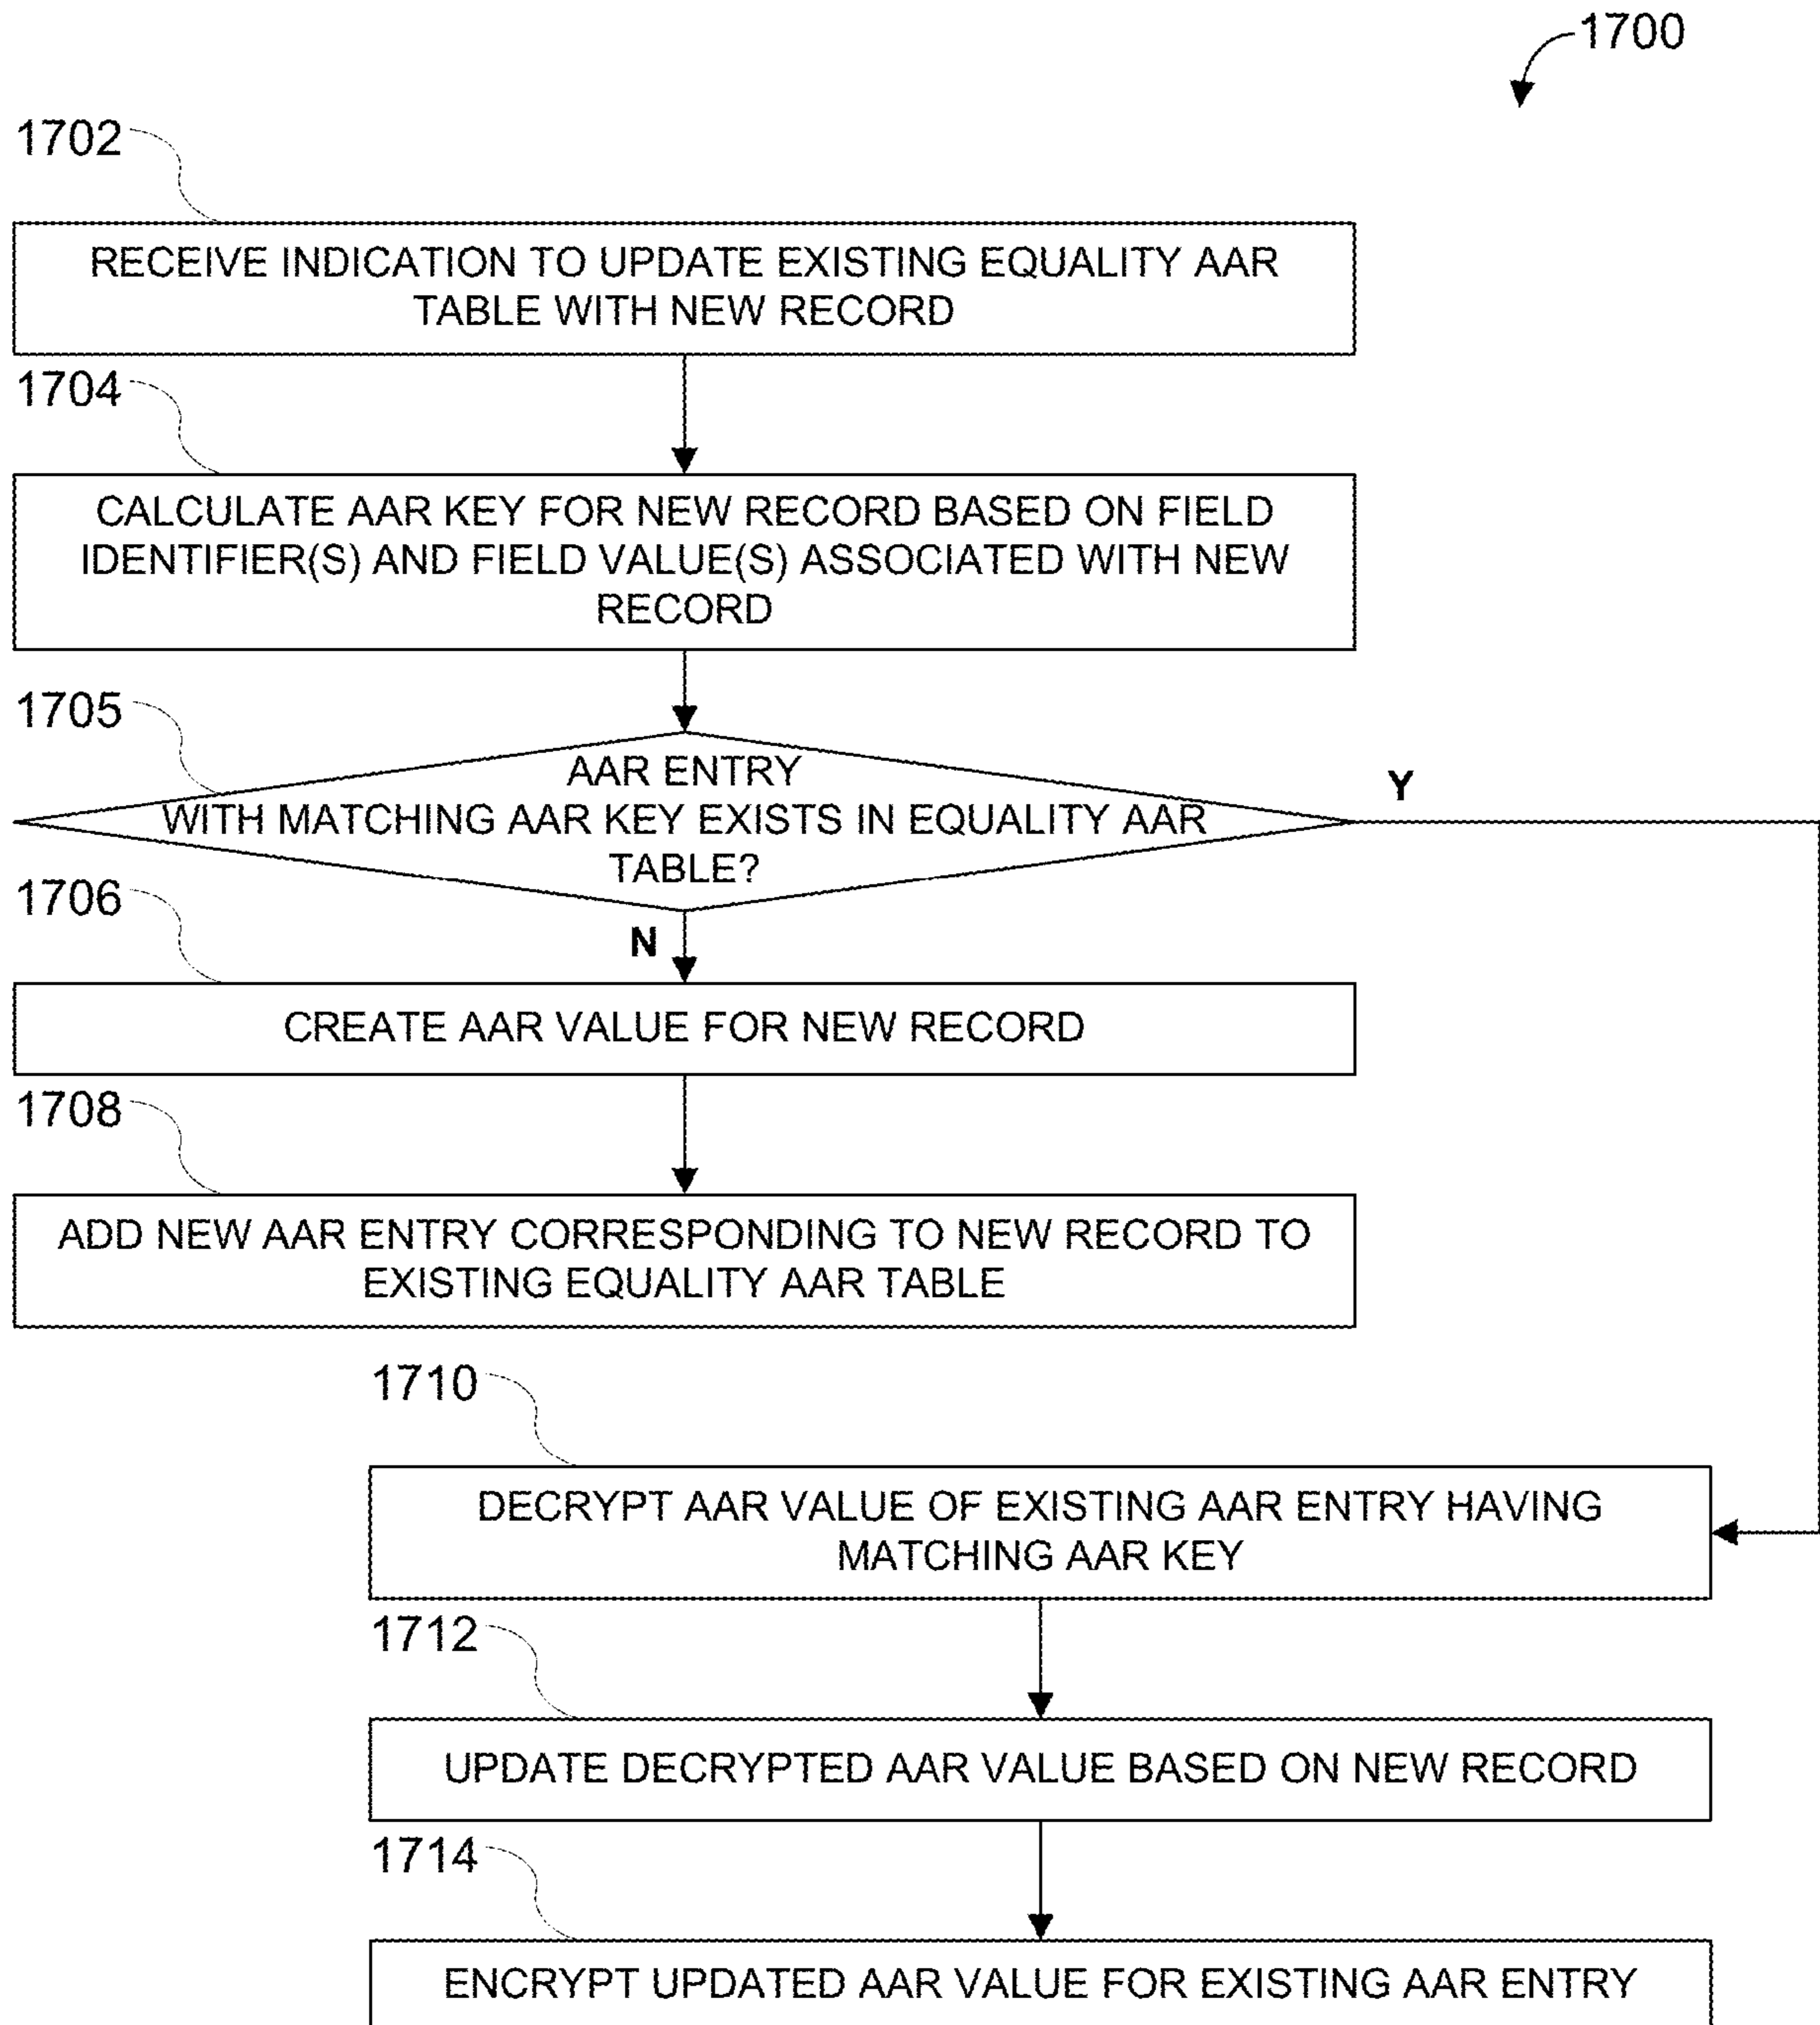 1700
1702
RECEIVE INDICATION TO UPDATE EXISTING EQUALITY AAR
TABLE WITH NEW RECORD
1704
CALCULATE AAR KEY FOR NEW RECORD BASED ON FIELD
IDENTIFIER(S) AND FIELD VALUE(S) ASSOCIATED WITH NEW
RECORD
1705
AAR ENTRY
WITH MATCHING AAR KEY EXISTS IN EQUALITY AAR
TABLE?
Y
N
1706
CREATE AAR VALUE FOR NEW RECORD
1708
ADD NEW AAR ENTRY CORRESPONDING TO NEW RECORD TO
EXISTING EQUALITY AAR TABLE
1710
DECRYPT AAR VALUE OF EXISTING AAR ENTRY HAVING
MATCHING AAR KEY
1712
UPDATE DECRYPTED AAR VALUE BASED ON NEW RECORD
1714
ENCRYPT UPDATED AAR VALUE FOR EXISTING AAR ENTRY